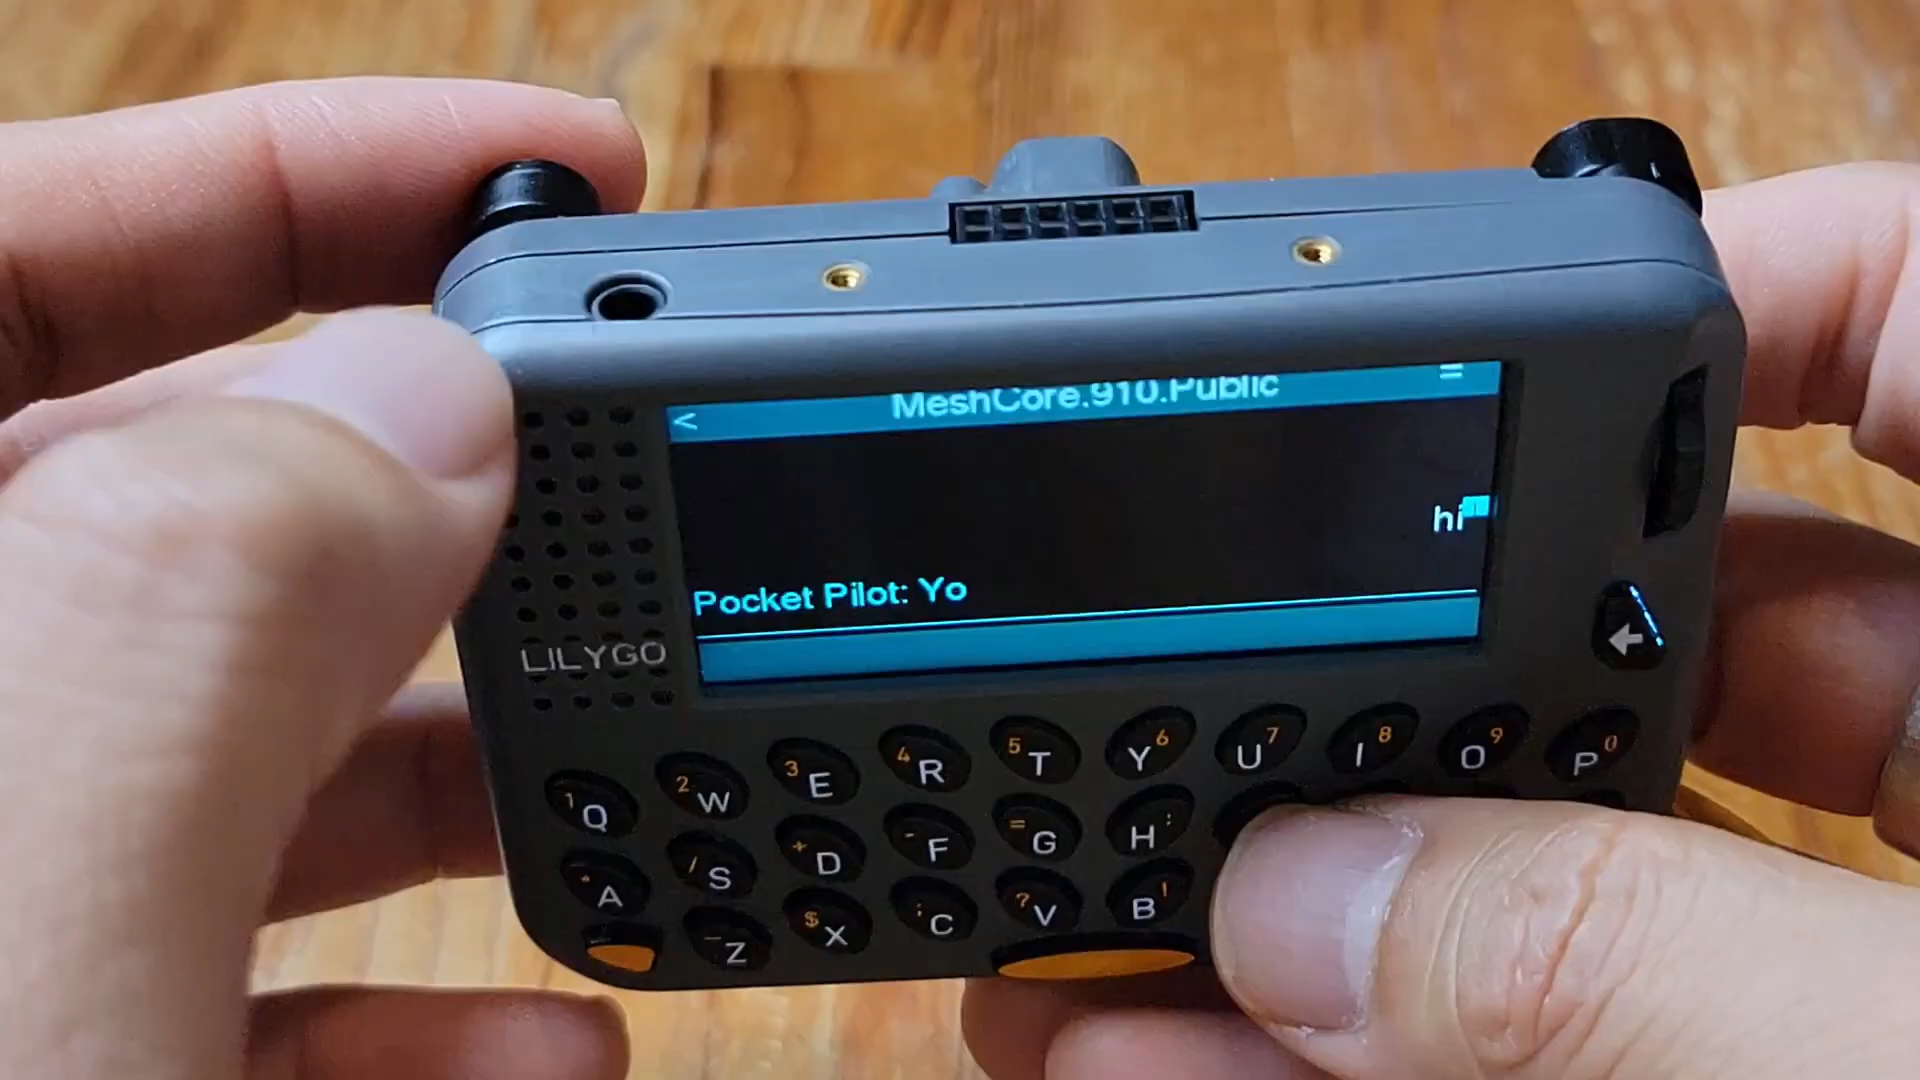 < MeshCore.910.Public =
hi
Pocket Pilot: Yo
LILYGO
1 Q 2 W 3 E 4 R 5 T Y 6 U 7 I 8 O 9 P 0
A / S + D - F = G H :
Z $ X ; C ? V B !